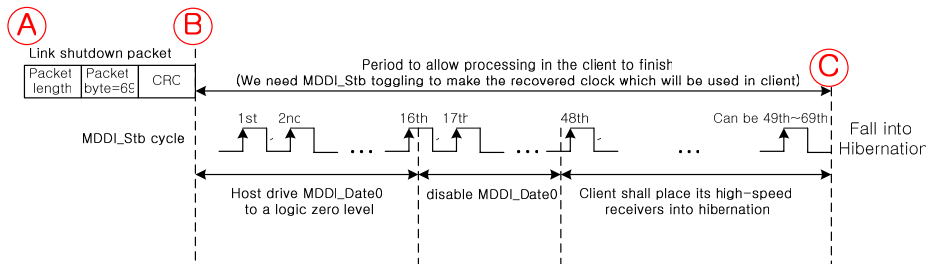 A
B
C
Link shutdown packet
Packet length
Packet byte=69
CRC
Period to allow processing in the client to finish
(We need MDDI_Stb toggling to make the recovered clock which will be used in client)
MDDI_Stb cycle
1st
2nd
16th
17th
48th
Can be 49th~69th
Fall into
Hibernation
Host drive MDDI_Date0
to a logic zero level
disable MDDI_Date0
Client shall place its high-speed
receivers into hibernation